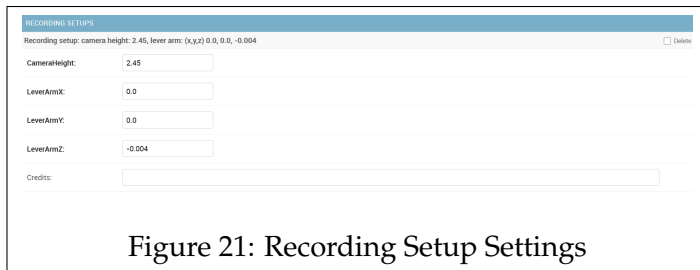 RECORDING SETUPS
Recording setup: camera height: 2.45, lever arm: (x,y,z) 0.0, 0.0, -0.004 Delete
CameraHeight: 2.45
LeverArmX: 0.0
LeverArmY: 0.0
LeverArmZ: -0.004
Credits:
Figure 21: Recording Setup Settings